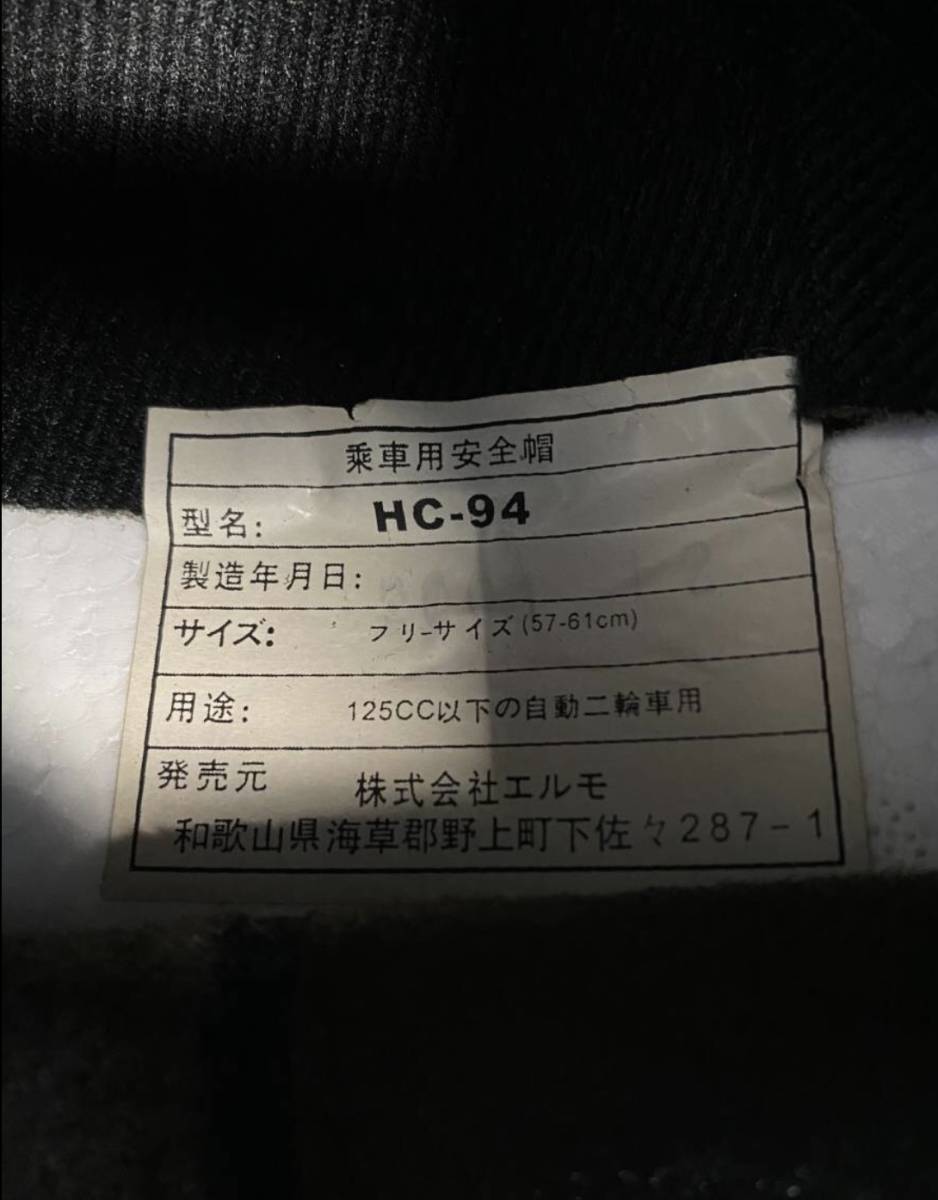 乗車用安全帽
型名: HC-94
製造年月日:
サイズ: フリーサイズ(57-61cm)
用途: 125CC以下の自動二輪車用
発売元 株式会社エルモ
和歌山県海草郡野上町下佐々287-1